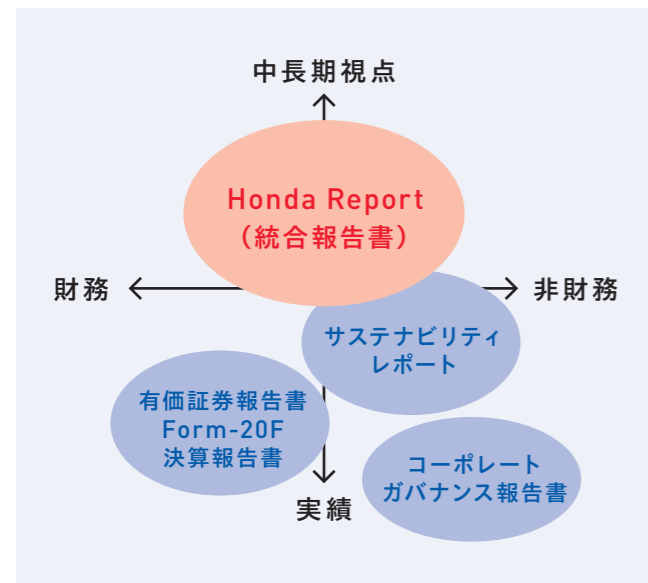 中長期視点
Honda Report
（統合報告書）
財務
非財務
サステナビリティ
レポート
有価証券報告書
Form-20F
決算報告書
コーポレート
ガバナンス報告書
実績